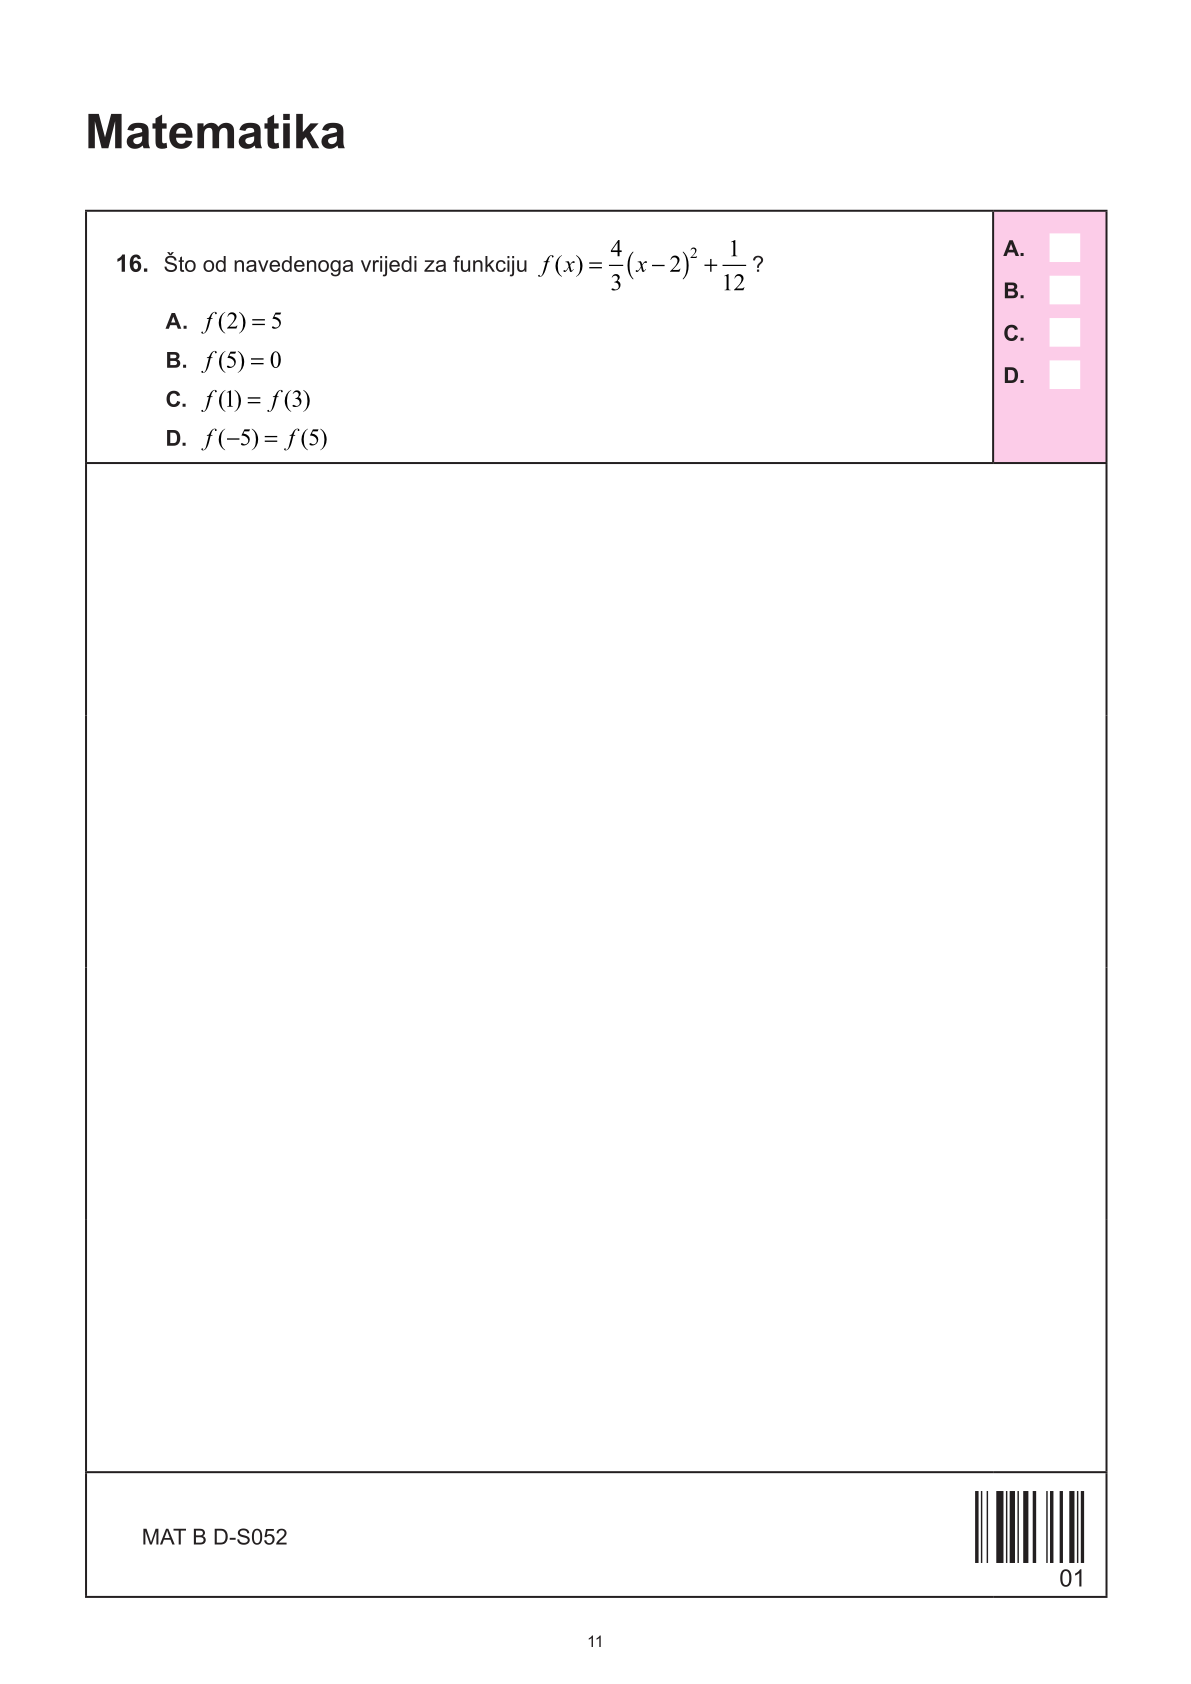 Matematika
16. Što od navedenoga vrijedi za funkciju f(x) = 4/3 (x − 2)² + 1/12 ?
A. f(2) = 5
B. f(5) = 0
C. f(1) = f(3)
D. f(−5) = f(5)
A.
B.
C.
D.
MAT B D-S052
01
11